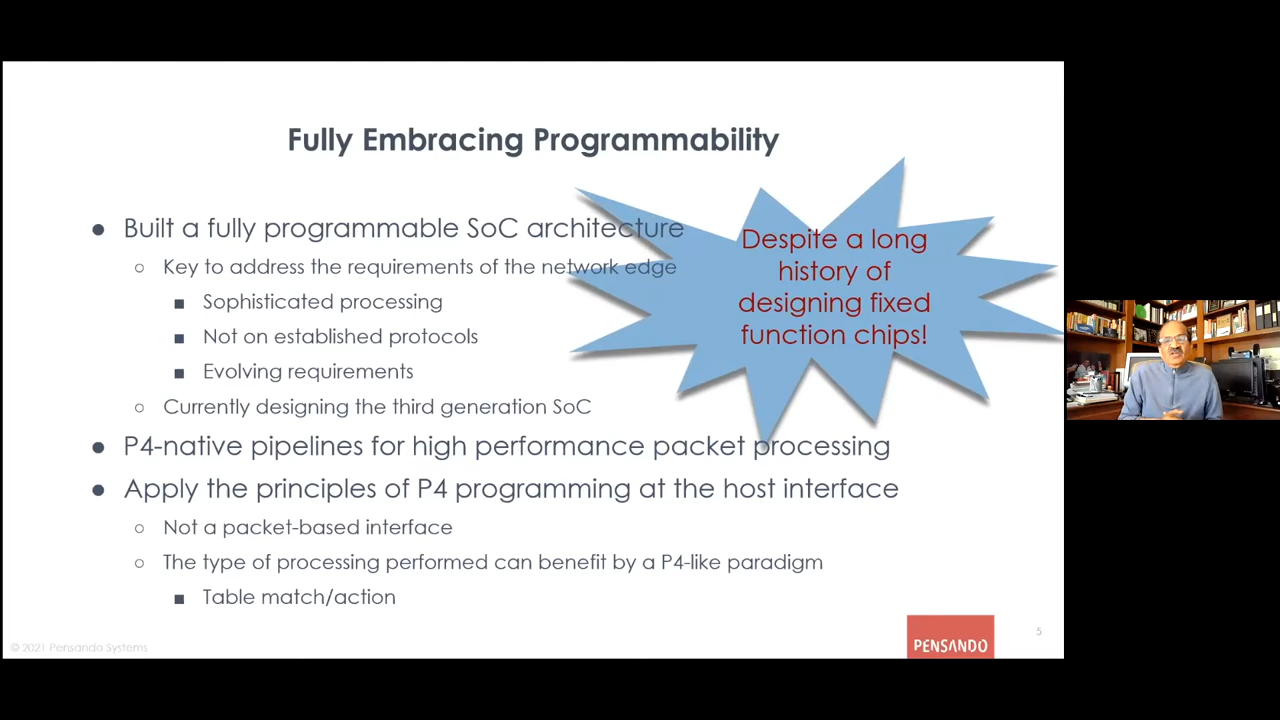 Fully Embracing Programmability
● Built a fully programmable SoC architecture
○ Key to address the requirements of the network edge
■ Sophisticated processing
■ Not on established protocols
■ Evolving requirements
○ Currently designing the third generation SoC
● P4-native pipelines for high performance packet processing
● Apply the principles of P4 programming at the host interface
○ Not a packet-based interface
○ The type of processing performed can benefit by a P4-like paradigm
■ Table match/action
Despite a long
history of
designing fixed
function chips!
© 2021 Pensando Systems
PENSANDO
5